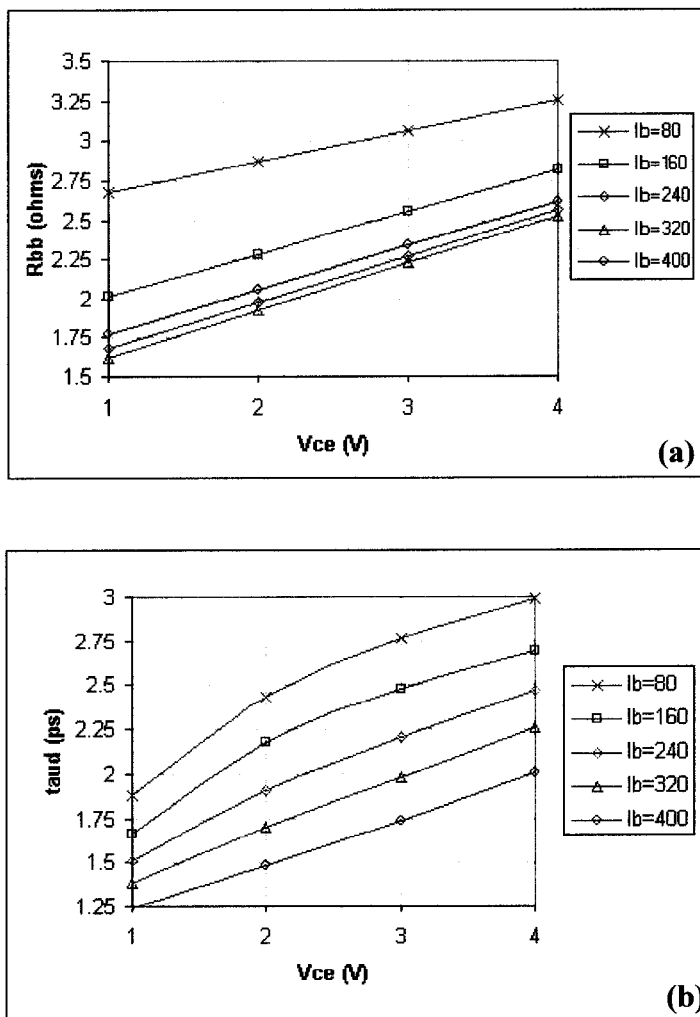 3.5
3.25
3
2.75
2.5
2.25
2
1.75
1.5
Rbb (ohms)
1 2 3 4
Vce (V)
Ib=80
Ib=160
Ib=240
Ib=320
Ib=400
(a)
3
2.75
2.5
2.25
2
1.75
1.5
1.25
taud (ps)
1 2 3 4
Vce (V)
Ib=80
Ib=160
Ib=240
Ib=320
Ib=400
(b)